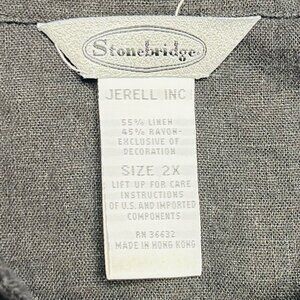 Stonebridge
JERELL INC
55% LINEN
45% RAYON-
EXCLUSIVE OF
DECORATION
SIZE 2X
LIFT UP FOR CARE
INSTRUCTIONS
OF U.S. AND IMPORTED
COMPONENTS
RN 36632
MADE IN HONG KONG